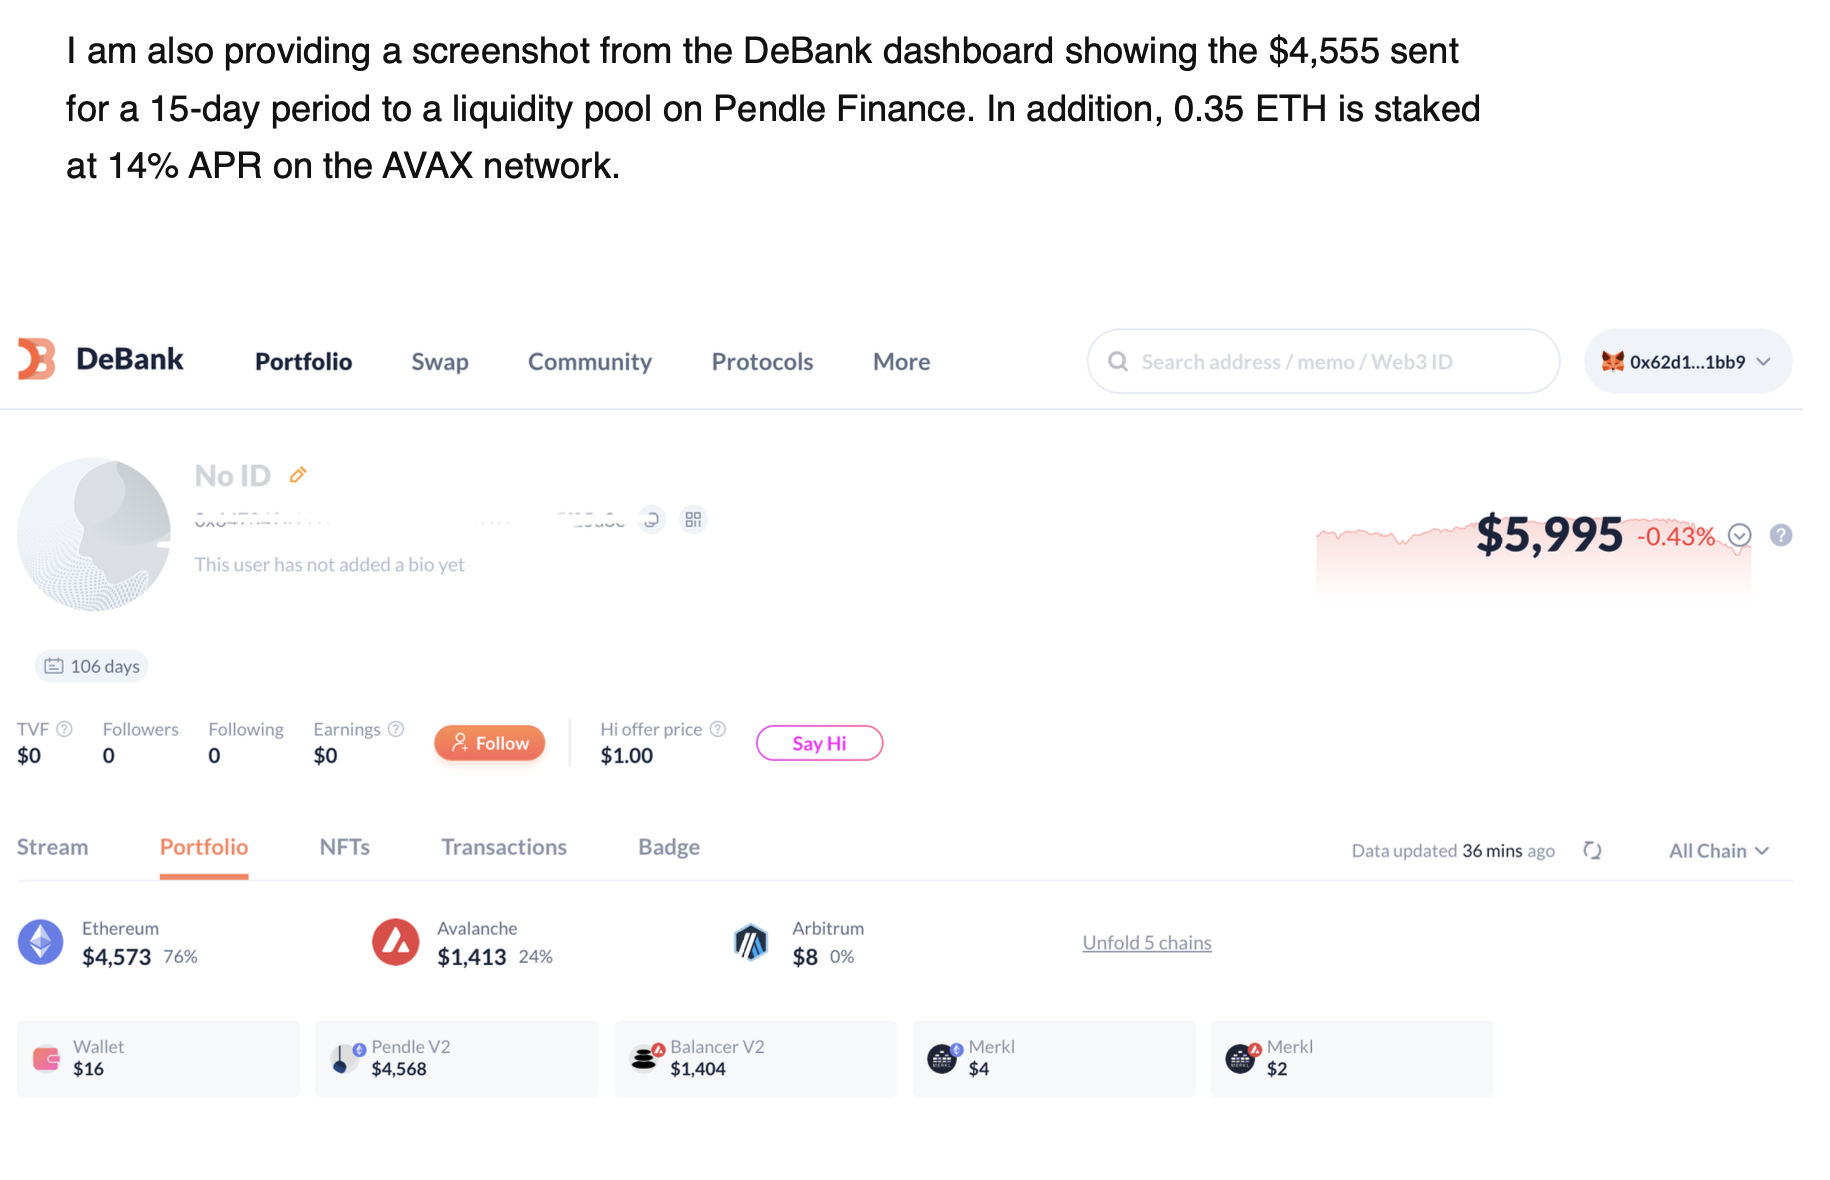 I am also providing a screenshot from the DeBank dashboard showing the $4,555 sent
for a 15-day period to a liquidity pool on Pendle Finance. In addition, 0.35 ETH is staked
at 14% APR on the AVAX network.
DeBank Portfolio Swap Community Protocols More Search address / memo / Web3 ID 0x62d1...1bb9
No ID
This user has not added a bio yet
$5,995 -0.43%
106 days
TVF Followers Following Earnings Follow Hi offer price Say Hi
$0 0 0 $0 $1.00
Stream Portfolio NFTs Transactions Badge Data updated 36 mins ago All Chain
Ethereum Avalanche Arbitrum
$4,573 76% $1,413 24% $8 0% Unfold 5 chains
Wallet Pendle V2 Balancer V2 Merkl Merkl
$16 $4,568 $1,404 $4 $2